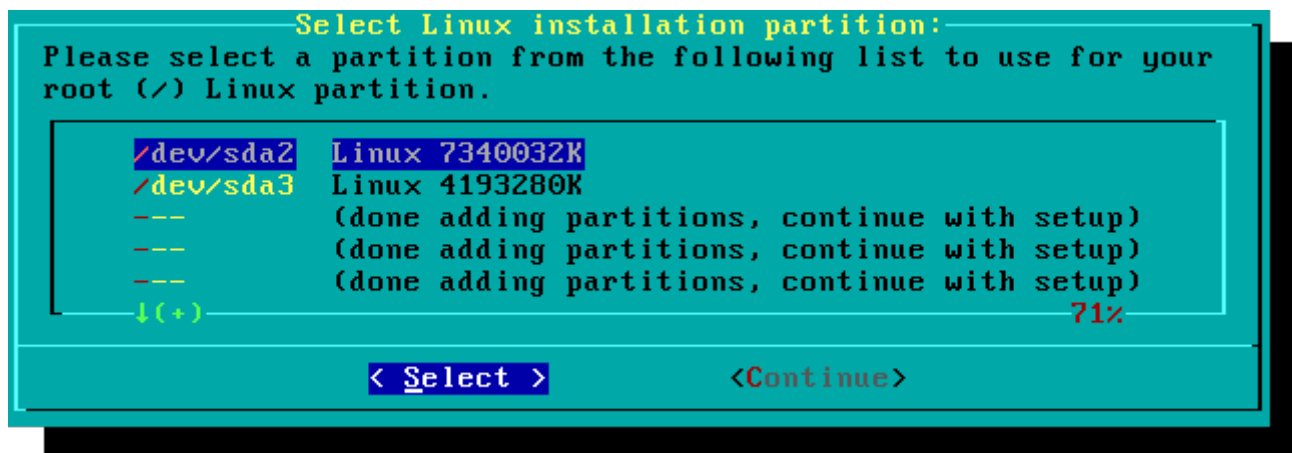 Select Linux installation partition:
Please select a partition from the following list to use for your
root (/) Linux partition.
/dev/sda2 Linux 7340032K
/dev/sda3 Linux 4193280K
--- (done adding partitions, continue with setup)
--- (done adding partitions, continue with setup)
--- (done adding partitions, continue with setup)
↓(+) 71%
< Select > <Continue>